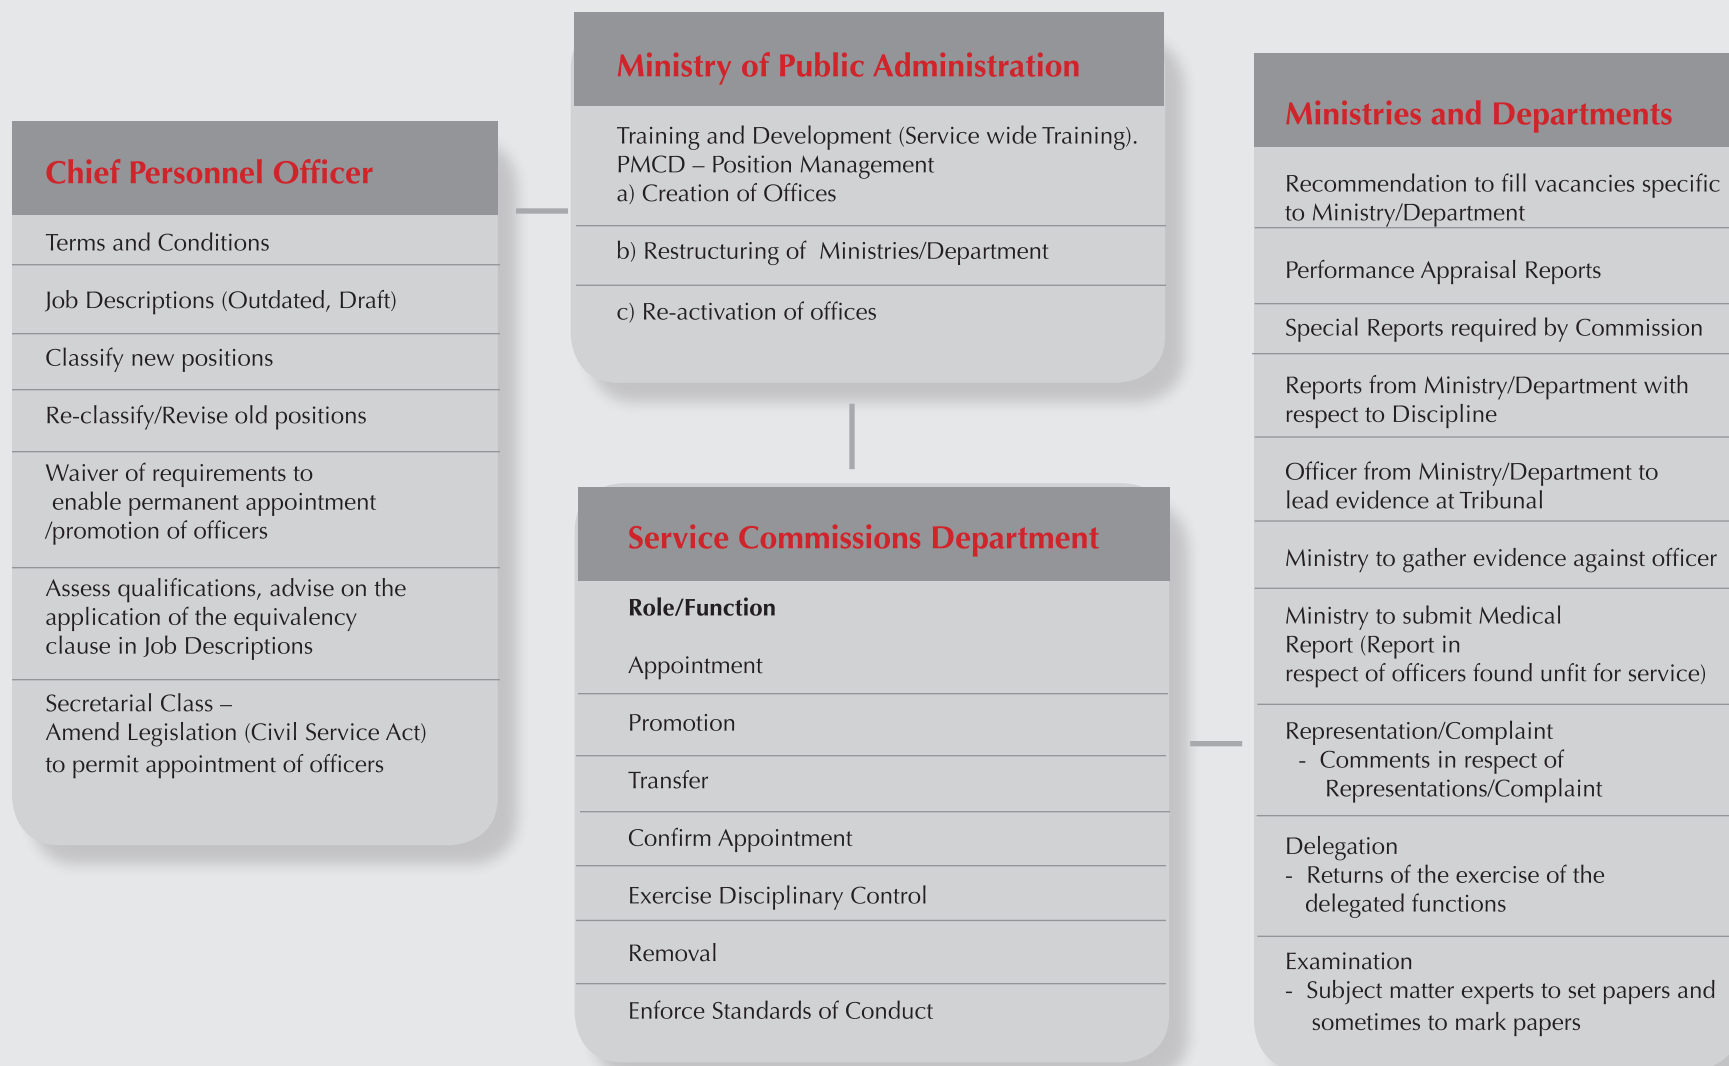 Chief Personnel Officer
Terms and Conditions
Job Descriptions (Outdated, Draft)
Classify new positions
Re-classify/Revise old positions
Waiver of requirements to
enable permanent appointment
/promotion of officers
Assess qualifications, advise on the
application of the equivalency
clause in Job Descriptions
Secretarial Class –
Amend Legislation (Civil Service Act)
to permit appointment of officers
Ministry of Public Administration
Training and Development (Service wide Training).
PMCD – Position Management
a) Creation of Offices
b) Restructuring of Ministries/Department
c) Re-activation of offices
Service Commissions Department
Role/Function
Appointment
Promotion
Transfer
Confirm Appointment
Exercise Disciplinary Control
Removal
Enforce Standards of Conduct
Ministries and Departments
Recommendation to fill vacancies specific
to Ministry/Department
Performance Appraisal Reports
Special Reports required by Commission
Reports from Ministry/Department with
respect to Discipline
Officer from Ministry/Department to
lead evidence at Tribunal
Ministry to gather evidence against officer
Ministry to submit Medical
Report (Report in
respect of officers found unfit for service)
Representation/Complaint
- Comments in respect of
Representations/Complaint
Delegation
- Returns of the exercise of the
delegated functions
Examination
- Subject matter experts to set papers and
sometimes to mark papers